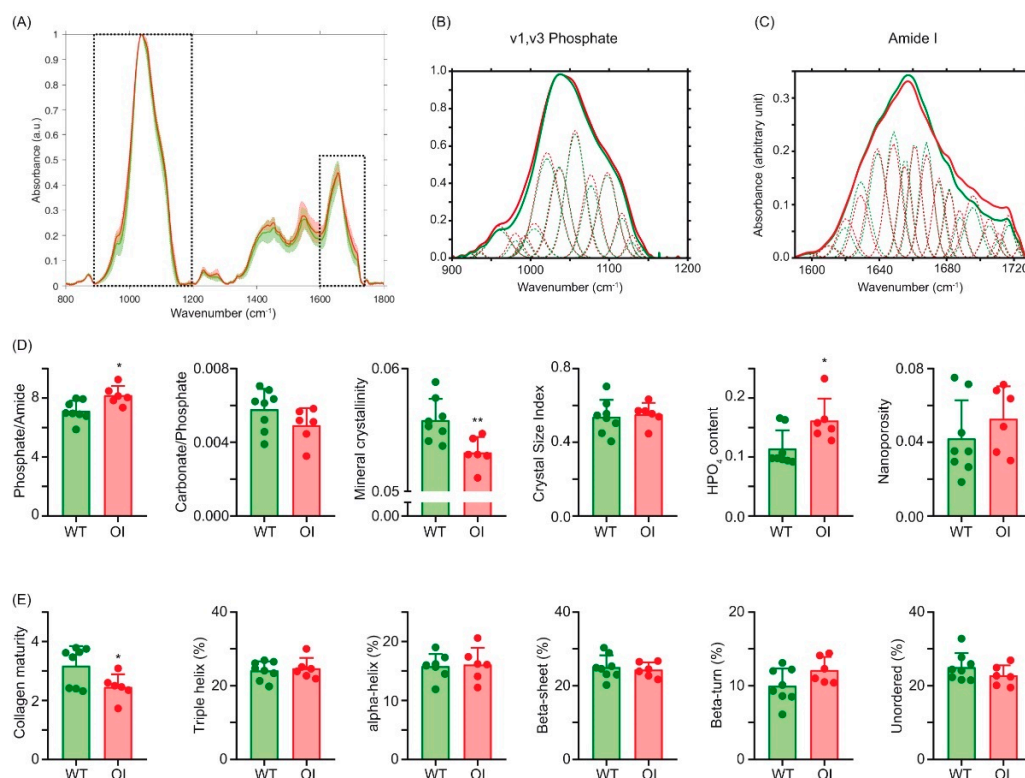 (A)
(B)
(C)
v1,v3 Phosphate
Amide I
Absorbance (a.u.)
1
0.9
0.8
0.7
0.6
0.5
0.4
0.3
0.2
0.1
0
800 1000 1200 1400 1600 1800
Wavenumber (cm-1)
1.0
0.8
0.6
0.4
0.2
0.0
900 1000 1100 1200
Wavenumber (cm-1)
Absorbance (arbitrary unit)
0.3
0.2
0.1
0.0
1600 1640 1680 1720
Wavenumber (cm-1)
(D)
Phosphate/Amide
8
6
4
2
0
*
WT OI
Carbonate/Phosphate
0.008
0.004
0.000
WT OI
Mineral crystallinity
0.06
0.05
0.00
**
WT OI
Crystal Size Index
0.8
0.6
0.4
0.0
WT OI
HPO4 content
0.2
0.1
0.0
*
WT OI
Nanoporosity
0.08
0.04
0.00
WT OI
(E)
Collagen maturity
4
3
2
1
0
*
WT OI
Triple helix (%)
40
20
0
WT OI
alpha-helix (%)
20
10
0
WT OI
Beta-sheet (%)
40
20
0
WT OI
Beta-turn (%)
20
10
0
WT OI
Unordered (%)
40
20
0
WT OI